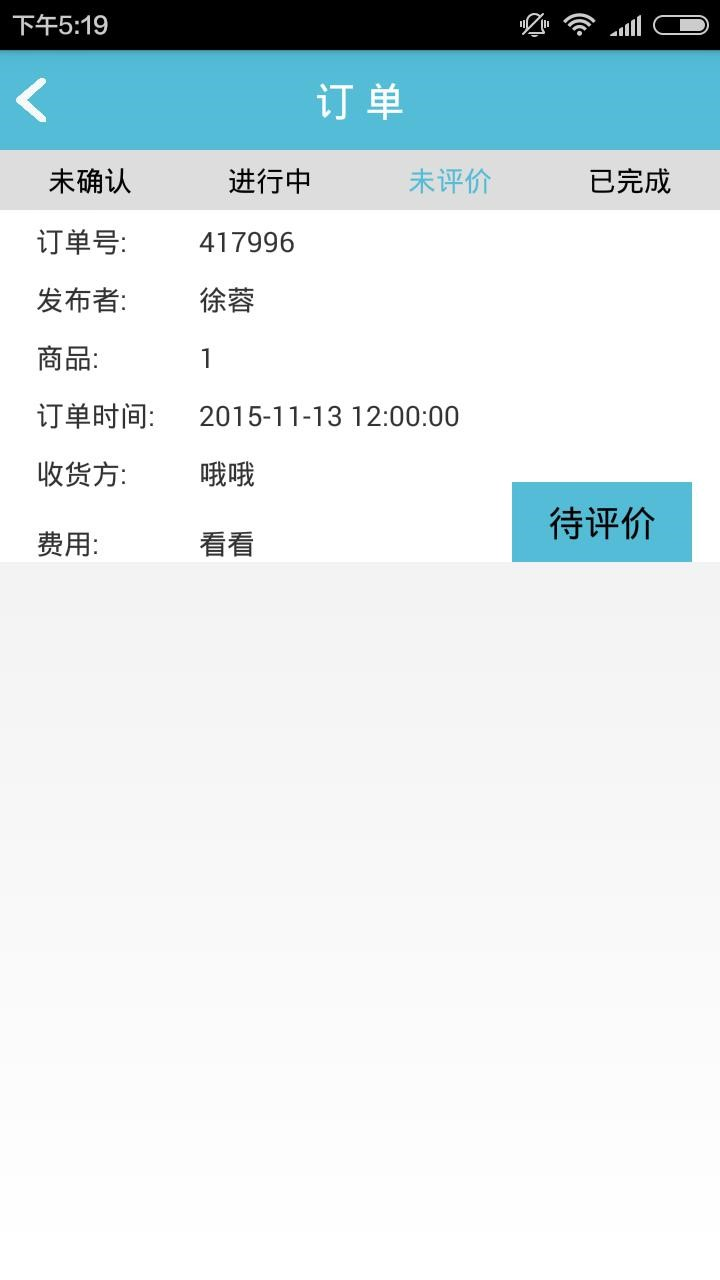 下午5:19
订单
未确认 进行中 未评价 已完成
订单号: 417996
发布者: 徐蓉
商品: 1
订单时间: 2015-11-13 12:00:00
收货方: 哦哦
待评价
费用: 看看